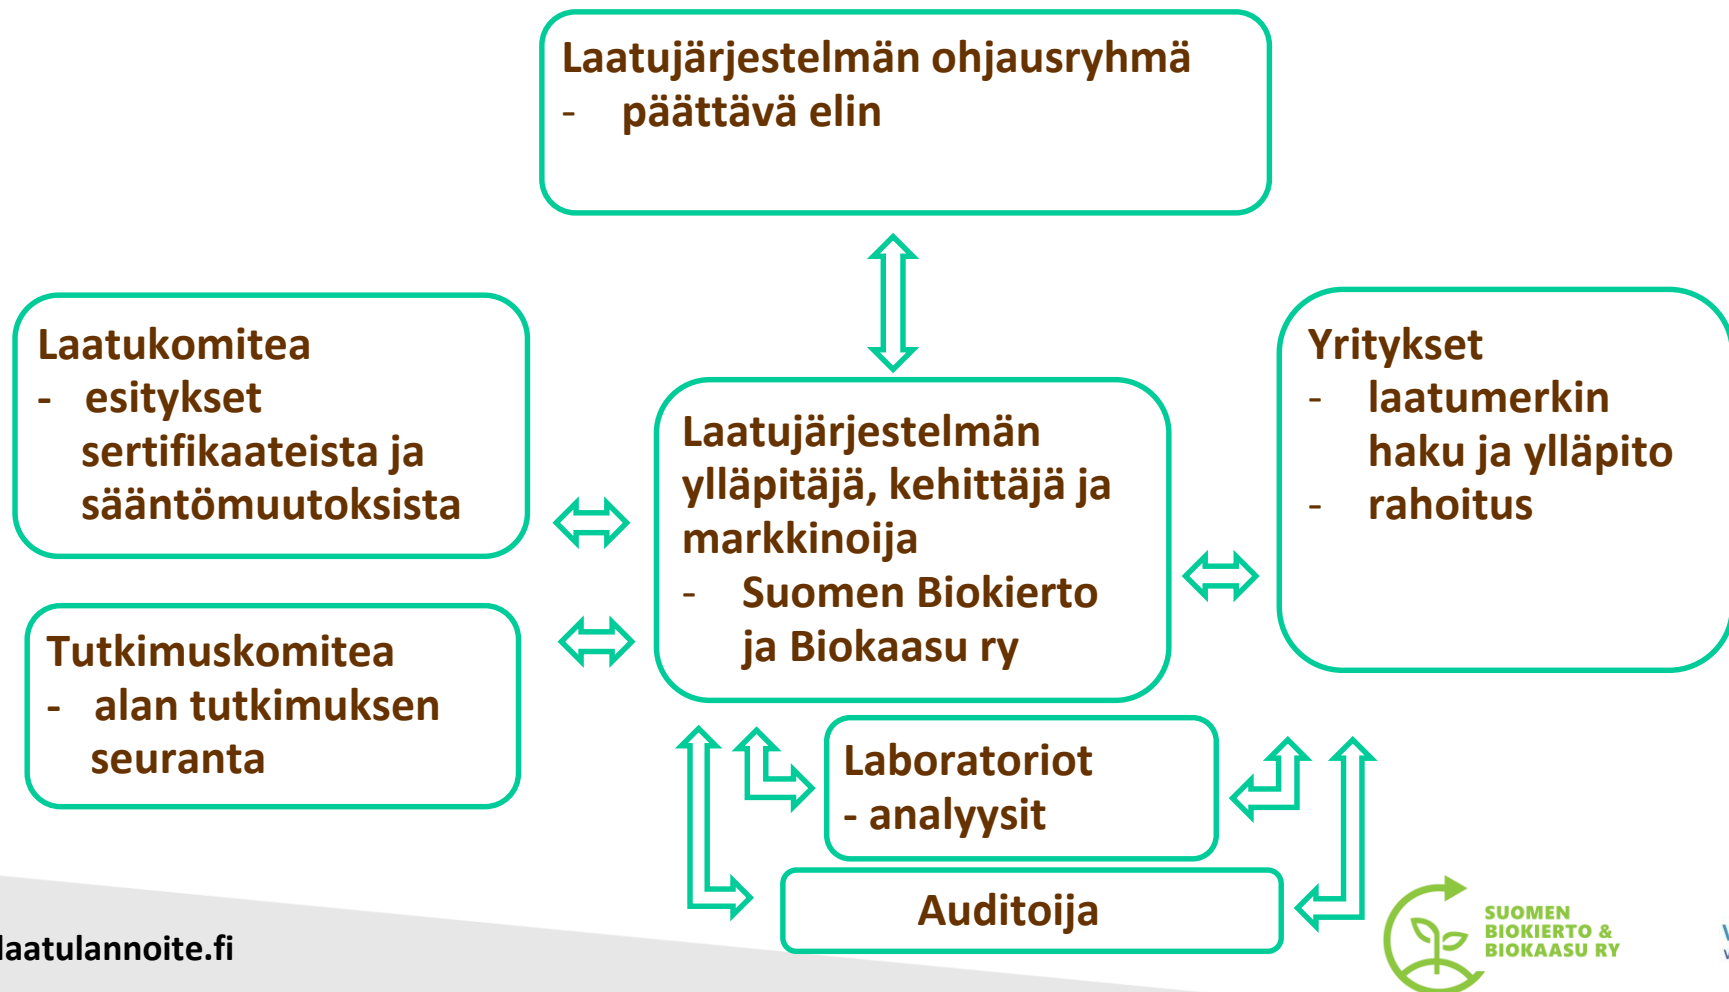 Laatujärjestelmän ohjausryhmä
- päättävä elin
Laatukomitea
- esitykset
sertifikaateista ja
sääntömuutoksista
Tutkimuskomitea
- alan tutkimuksen
seuranta
Laatujärjestelmän
ylläpitäjä, kehittäjä ja
markkinoija
- Suomen Biokierto
ja Biokaasu ry
Yritykset
- laatumerkin
haku ja ylläpito
- rahoitus
Laboratoriot
- analyysit
Auditoija
laatulannoite.fi
SUOMEN
BIOKIERTO &
BIOKAASU RY